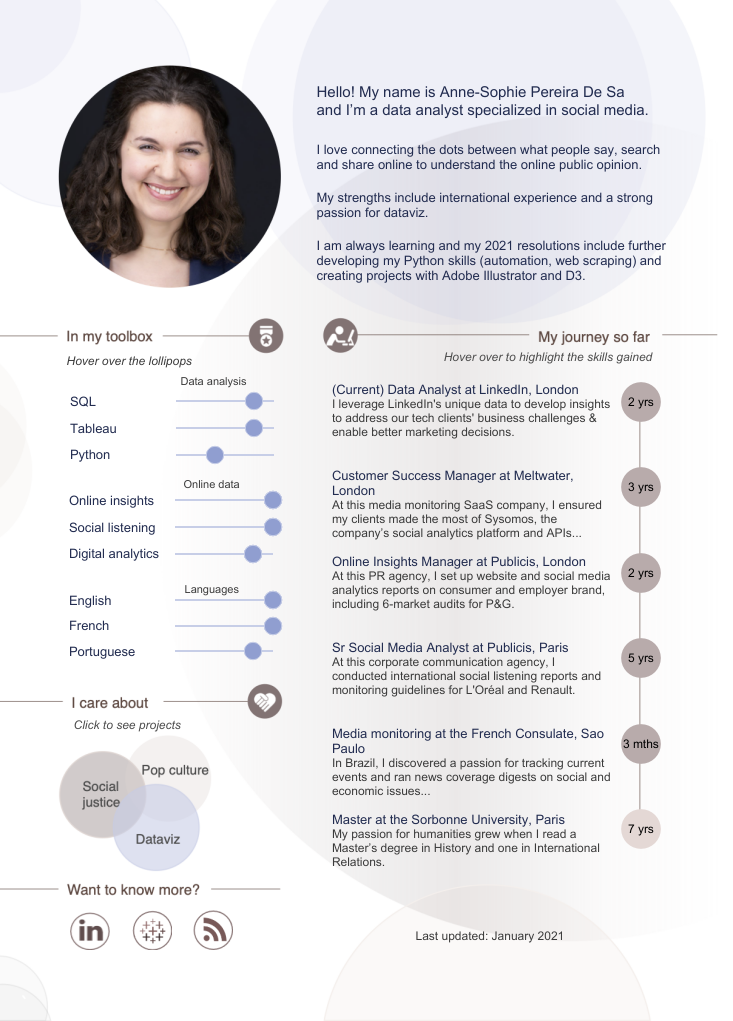 Hello! My name is Anne-Sophie Pereira De Sa
and I'm a data analyst specialized in social media.
I love connecting the dots between what people say, search
and share online to understand the online public opinion.
My strengths include international experience and a strong
passion for dataviz.
I am always learning and my 2021 resolutions include further
developing my Python skills (automation, web scraping) and
creating projects with Adobe Illustrator and D3.
In my toolbox
Hover over the lollipops
Data analysis
SQL
Tableau
Python
Online data
Online insights
Social listening
Digital analytics
Languages
English
French
Portuguese
I care about
Click to see projects
Pop culture
Social
justice
Dataviz
Want to know more?
in
My journey so far
Hover over to highlight the skills gained
(Current) Data Analyst at LinkedIn, London
I leverage LinkedIn's unique data to develop insights
to address our tech clients' business challenges &
enable better marketing decisions.
2 yrs
Customer Success Manager at Meltwater,
London
At this media monitoring SaaS company, I ensured
my clients made the most of Sysomos, the
company's social analytics platform and APIs...
3 yrs
Online Insights Manager at Publicis, London
At this PR agency, I set up website and social media
analytics reports on consumer and employer brand,
including 6-market audits for P&G.
2 yrs
Sr Social Media Analyst at Publicis, Paris
At this corporate communication agency, I
conducted international social listening reports and
monitoring guidelines for L'Oréal and Renault.
5 yrs
Media monitoring at the French Consulate, Sao
Paulo
In Brazil, I discovered a passion for tracking current
events and ran news coverage digests on social and
economic issues...
3 mths
Master at the Sorbonne University, Paris
My passion for humanities grew when I read a
Master's degree in History and one in International
Relations.
7 yrs
Last updated: January 2021